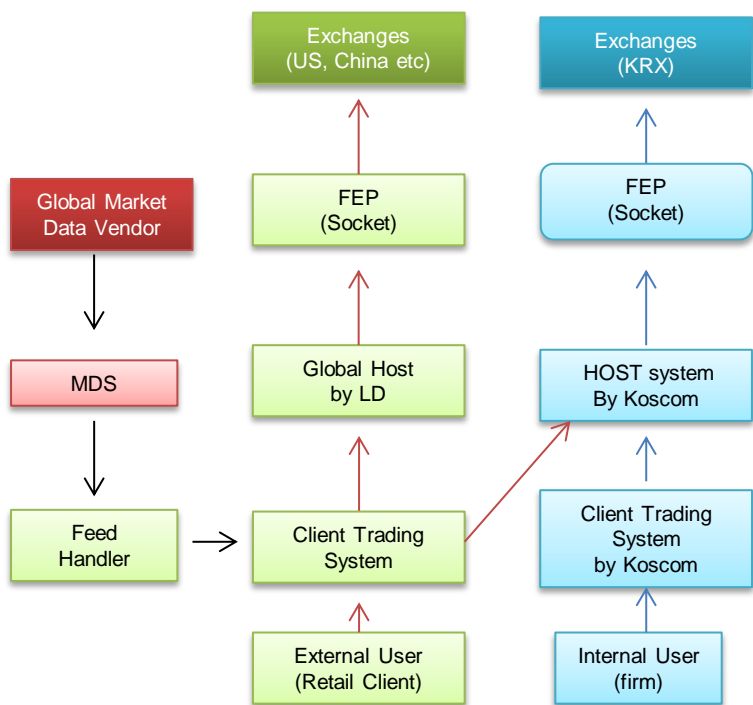 Exchanges
(US, China etc)
Exchanges
(KRX)
Global Market
Data Vendor
FEP
(Socket)
FEP
(Socket)
MDS
Global Host
by LD
HOST system
By Koscom
Feed
Handler
Client Trading
System
Client Trading
System
by Koscom
External User
(Retail Client)
Internal User
(firm)